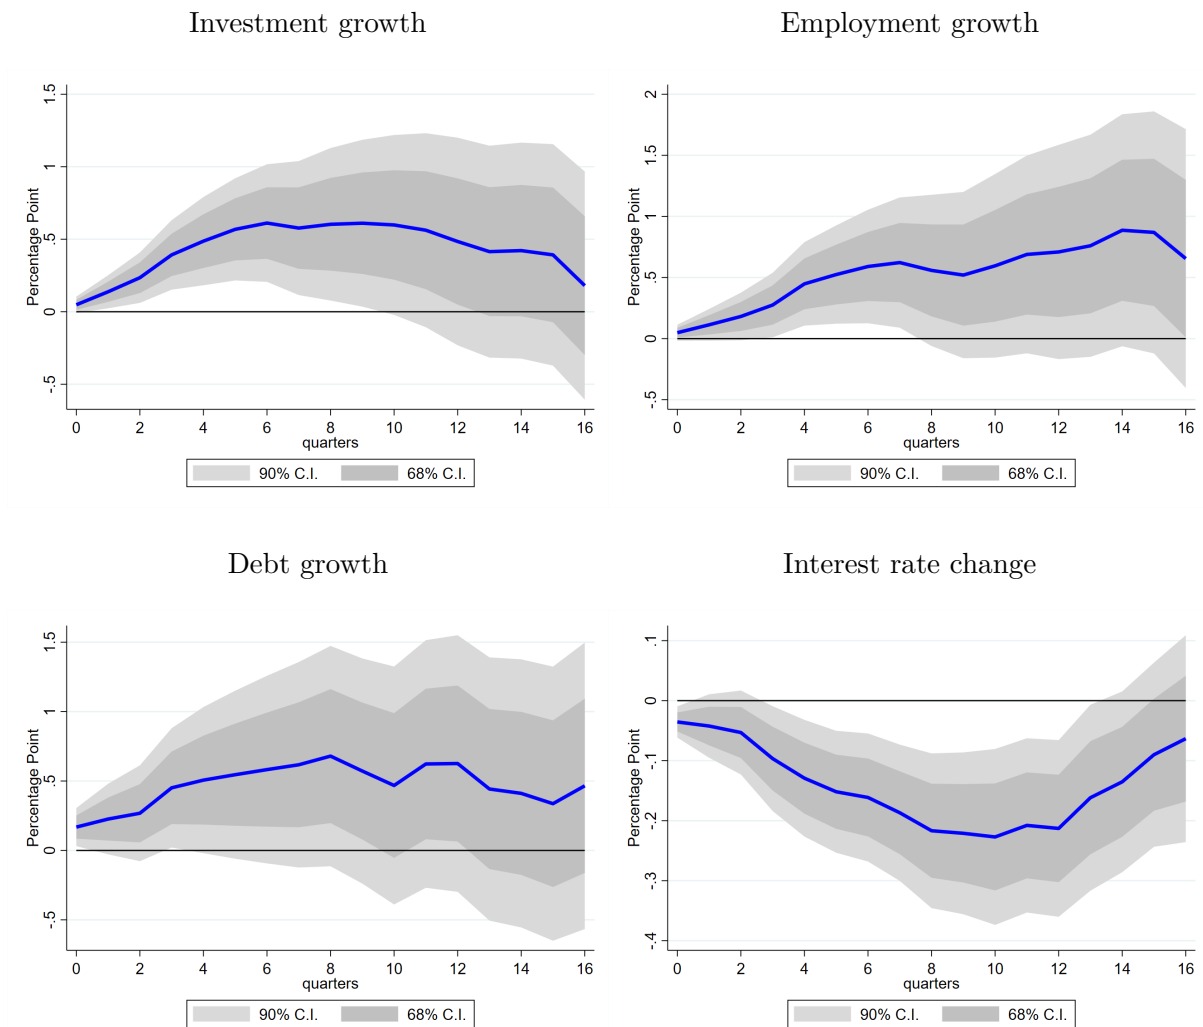 Investment growth
Percentage Point
1.5
1
.5
0
-.5
0 2 4 6 8 10 12 14 16
quarters
90% C.I. 68% C.I.
Employment growth
Percentage Point
2
1.5
1
.5
0
-.5
0 2 4 6 8 10 12 14 16
quarters
90% C.I. 68% C.I.
Debt growth
Percentage Point
1.5
1
.5
0
-.5
0 2 4 6 8 10 12 14 16
quarters
90% C.I. 68% C.I.
Interest rate change
Percentage Point
.1
0
-.1
-.2
-.3
-.4
0 2 4 6 8 10 12 14 16
quarters
90% C.I. 68% C.I.